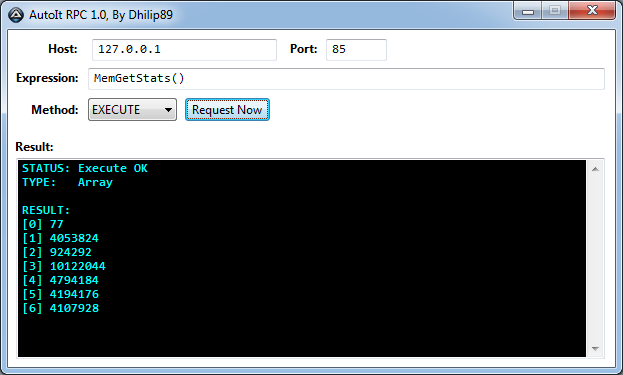 AutoIt RPC 1.0, By Dhilip89
Host: 127.0.0.1 Port: 85
Expression: MemGetStats()
Method: EXECUTE Request Now
Result:
STATUS: Execute OK
TYPE: Array
RESULT:
[0] 77
[1] 4053824
[2] 924292
[3] 10122044
[4] 4794184
[5] 4194176
[6] 4107928